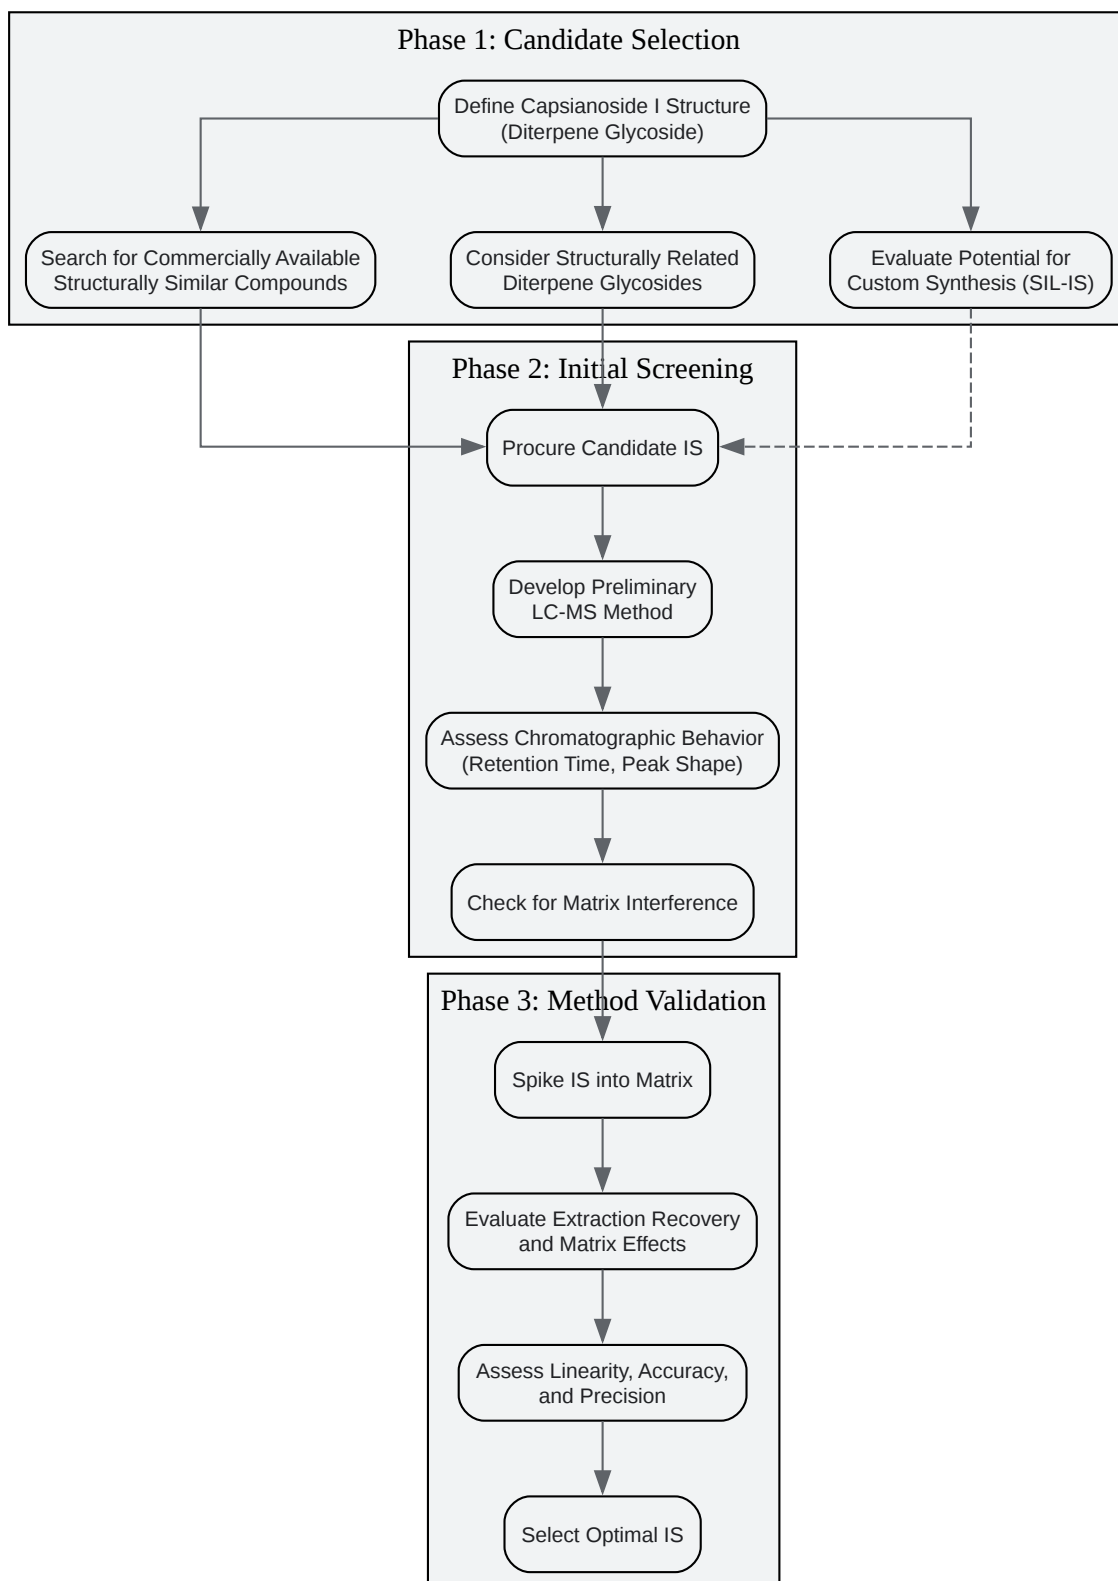 Phase 1: Candidate Selection
Define Capsianoside I Structure
(Diterpene Glycoside)
Search for Commercially Available
Structurally Similar Compounds
Consider Structurally Related
Diterpene Glycosides
Evaluate Potential for
Custom Synthesis (SIL-IS)
Phase 2: Initial Screening
Procure Candidate IS
Develop Preliminary
LC-MS Method
Assess Chromatographic Behavior
(Retention Time, Peak Shape)
Check for Matrix Interference
Phase 3: Method Validation
Spike IS into Matrix
Evaluate Extraction Recovery
and Matrix Effects
Assess Linearity, Accuracy,
and Precision
Select Optimal IS